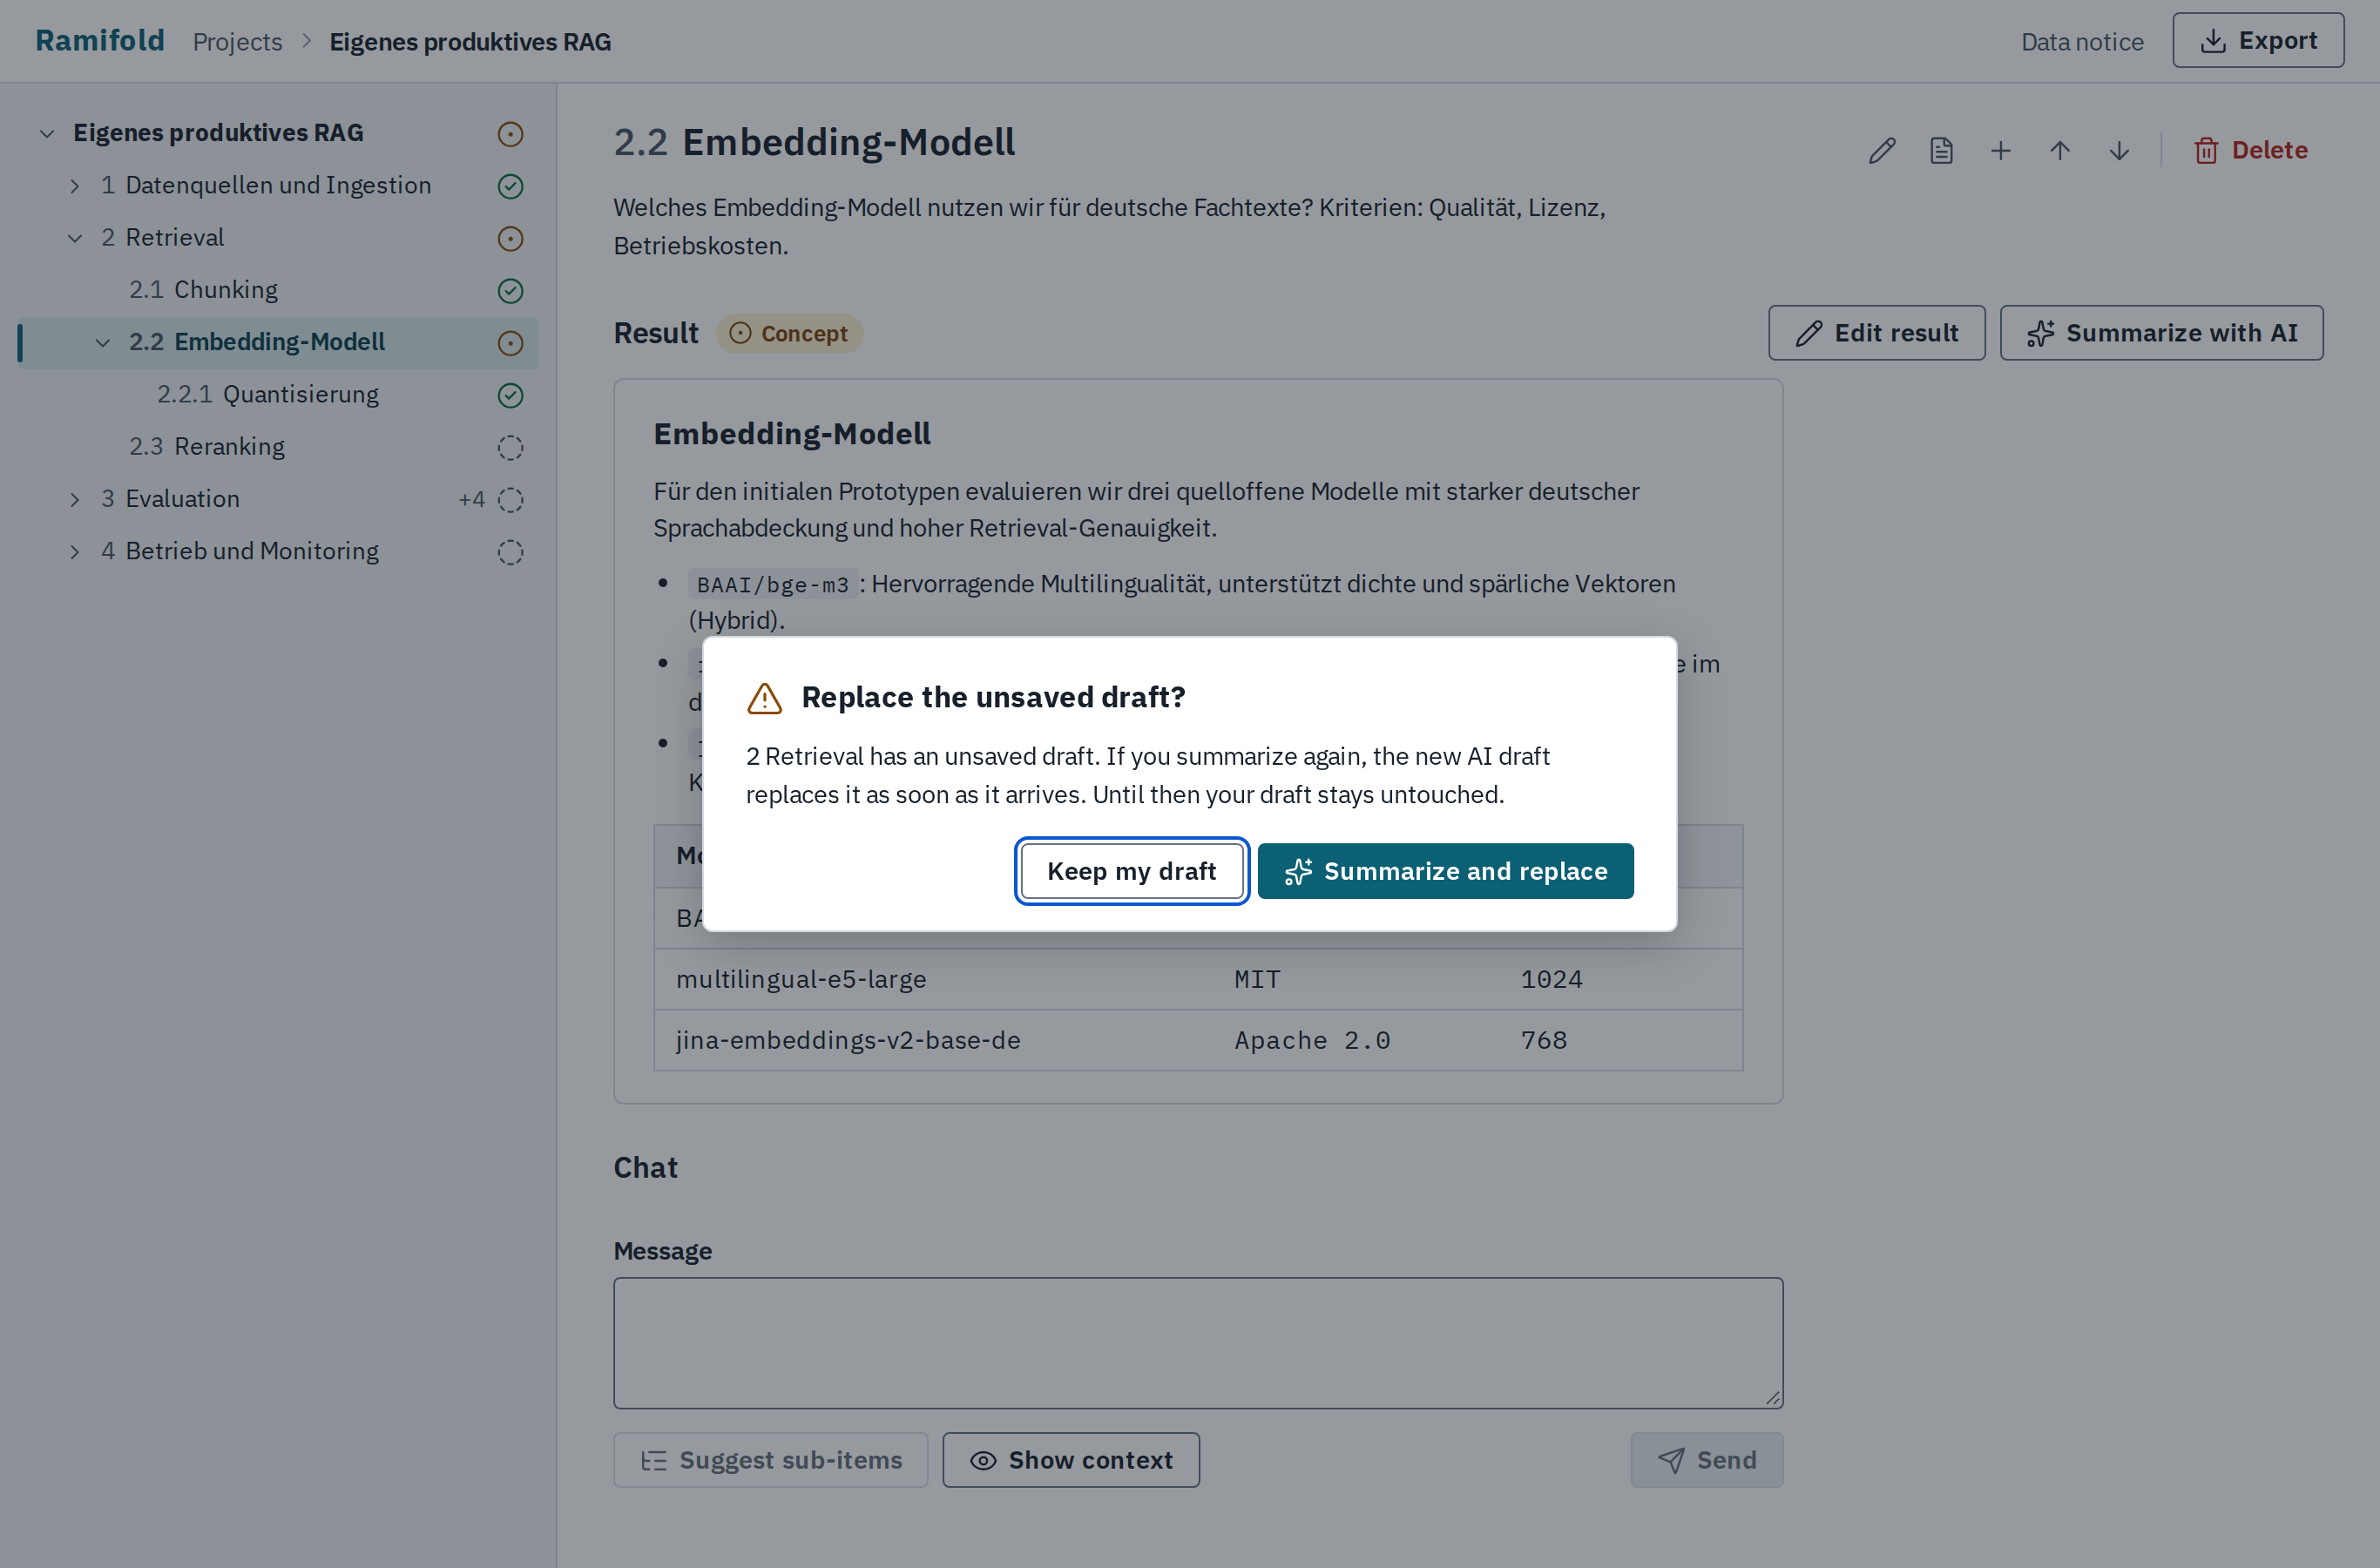 Ramifold Projects Eigenes produktives RAG Data notice Export
Eigenes produktives RAG
1 Datenquellen und Ingestion
2 Retrieval
2.1 Chunking
2.2 Embedding-Modell
2.2.1 Quantisierung
2.3 Reranking
3 Evaluation +4
4 Betrieb und Monitoring
2.2 Embedding-Modell Delete
Welches Embedding-Modell nutzen wir für deutsche Fachtexte? Kriterien: Qualität, Lizenz,
Betriebskosten.
Result Concept Edit result Summarize with AI
Embedding-Modell
Für den initialen Prototypen evaluieren wir drei quelloffene Modelle mit starker deutscher
Sprachabdeckung und hoher Retrieval-Genauigkeit.
BAAI/bge-m3: Hervorragende Multilingualität, unterstützt dichte und spärliche Vektoren
(Hybrid).
im
Replace the unsaved draft?
2 Retrieval has an unsaved draft. If you summarize again, the new AI draft
replaces it as soon as it arrives. Until then your draft stays untouched.
Keep my draft Summarize and replace
multilingual-e5-large MIT 1024
jina-embeddings-v2-base-de Apache 2.0 768
Chat
Message
Suggest sub-items Show context Send